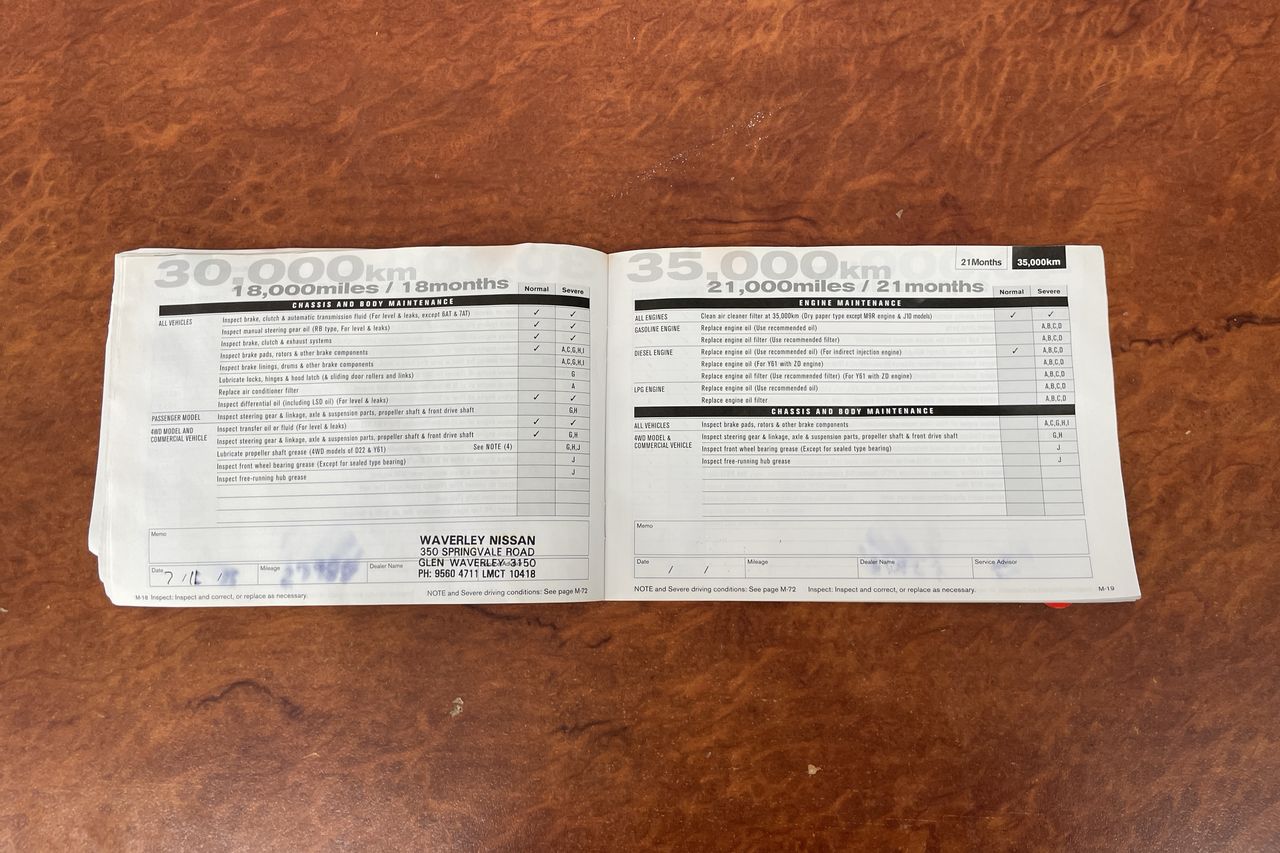 30,000km
18,000miles / 18months
Normal Severe
CHASSIS AND BODY MAINTENANCE
ALL VEHICLES Inspect brake, clutch & automatic transmission fluid (For level & leaks, except 6AT & 7AT) ✓ ✓
Inspect manual steering gear oil (RB type, For level & leaks) ✓ ✓
Inspect brake, clutch & exhaust systems ✓ ✓
Inspect brake pads, rotors & other brake components ✓ A,C,G,H,I
Inspect brake linings, drums & other brake components A,C,G,H,I
Lubricate locks, hinges & hood latch (& sliding door rollers and links) G
Replace air conditioner filter A
Inspect differential oil (including LSD oil) (For level & leaks) ✓ ✓
PASSENGER MODEL Inspect steering gear & linkage, axle & suspension parts, propeller shaft & front drive shaft G,H
4WD MODEL AND COMMERCIAL VEHICLE Inspect transfer oil or fluid (For level & leaks) ✓ ✓
Inspect steering gear & linkage, axle & suspension parts, propeller shaft & front drive shaft ✓ G,H
Lubricate propeller shaft grease (4WD models of D22 & Y61) See NOTE (4) G,H,J
Inspect front wheel bearing grease (Except for sealed type bearing) J
Inspect free-running hub grease J
Memo
WAVERLEY NISSAN
350 SPRINGVALE ROAD
GLEN WAVERLEY 3150
PH: 9560 4711 LMCT 10418
Date 7 / 11 / Mileage Dealer Name
M-18 Inspect: Inspect and correct, or replace as necessary. NOTE and Severe driving conditions: See page M-72
35,000km
21,000miles / 21months
21Months 35,000km
Normal Severe
ENGINE MAINTENANCE
ALL ENGINES Clean air cleaner filter at 35,000km (Dry paper type except M9R engine & J10 models) ✓ ✓
GASOLINE ENGINE Replace engine oil (Use recommended oil) A,B,C,D
Replace engine oil filter (Use recommended filter) A,B,C,D
DIESEL ENGINE Replace engine oil (Use recommended oil) (For indirect injection engine) ✓ A,B,C,D
Replace engine oil (For Y61 with ZD engine) A,B,C,D
Replace engine oil filter (Use recommended filter) (For Y61 with ZD engine) A,B,C,D
LPG ENGINE Replace engine oil (Use recommended oil) A,B,C,D
Replace engine oil filter A,B,C,D
CHASSIS AND BODY MAINTENANCE
ALL VEHICLES Inspect brake pads, rotors & other brake components A,C,G,H,I
4WD MODEL & COMMERCIAL VEHICLE Inspect steering gear & linkage, axle & suspension parts, propeller shaft & front drive shaft G,H
Inspect front wheel bearing grease (Except for sealed type bearing) J
Inspect free-running hub grease J
Memo
Date / / Mileage Dealer Name Service Advisor
NOTE and Severe driving conditions: See page M-72 Inspect: Inspect and correct, or replace as necessary. M-19